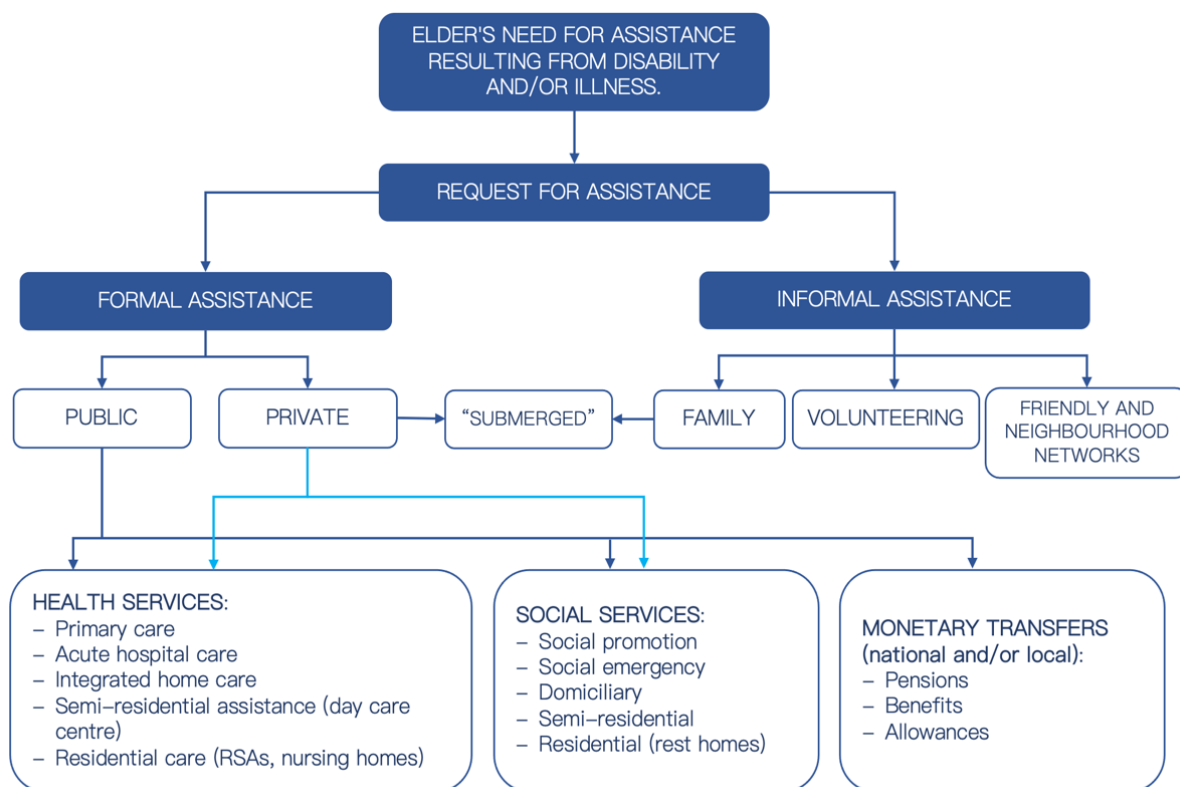 ELDER'S NEED FOR ASSISTANCE
RESULTING FROM DISABILITY
AND/OR ILLNESS.
REQUEST FOR ASSISTANCE
FORMAL ASSISTANCE
INFORMAL ASSISTANCE
PUBLIC
PRIVATE
“SUBMERGED”
FAMILY
VOLUNTEERING
FRIENDLY AND
NEIGHBOURHOOD
NETWORKS
HEALTH SERVICES:
– Primary care
– Acute hospital care
– Integrated home care
– Semi-residential assistance (day care
centre)
– Residential care (RSAs, nursing homes)
SOCIAL SERVICES:
– Social promotion
– Social emergency
– Domiciliary
– Semi-residential
– Residential (rest homes)
MONETARY TRANSFERS
(national and/or local):
– Pensions
– Benefits
– Allowances